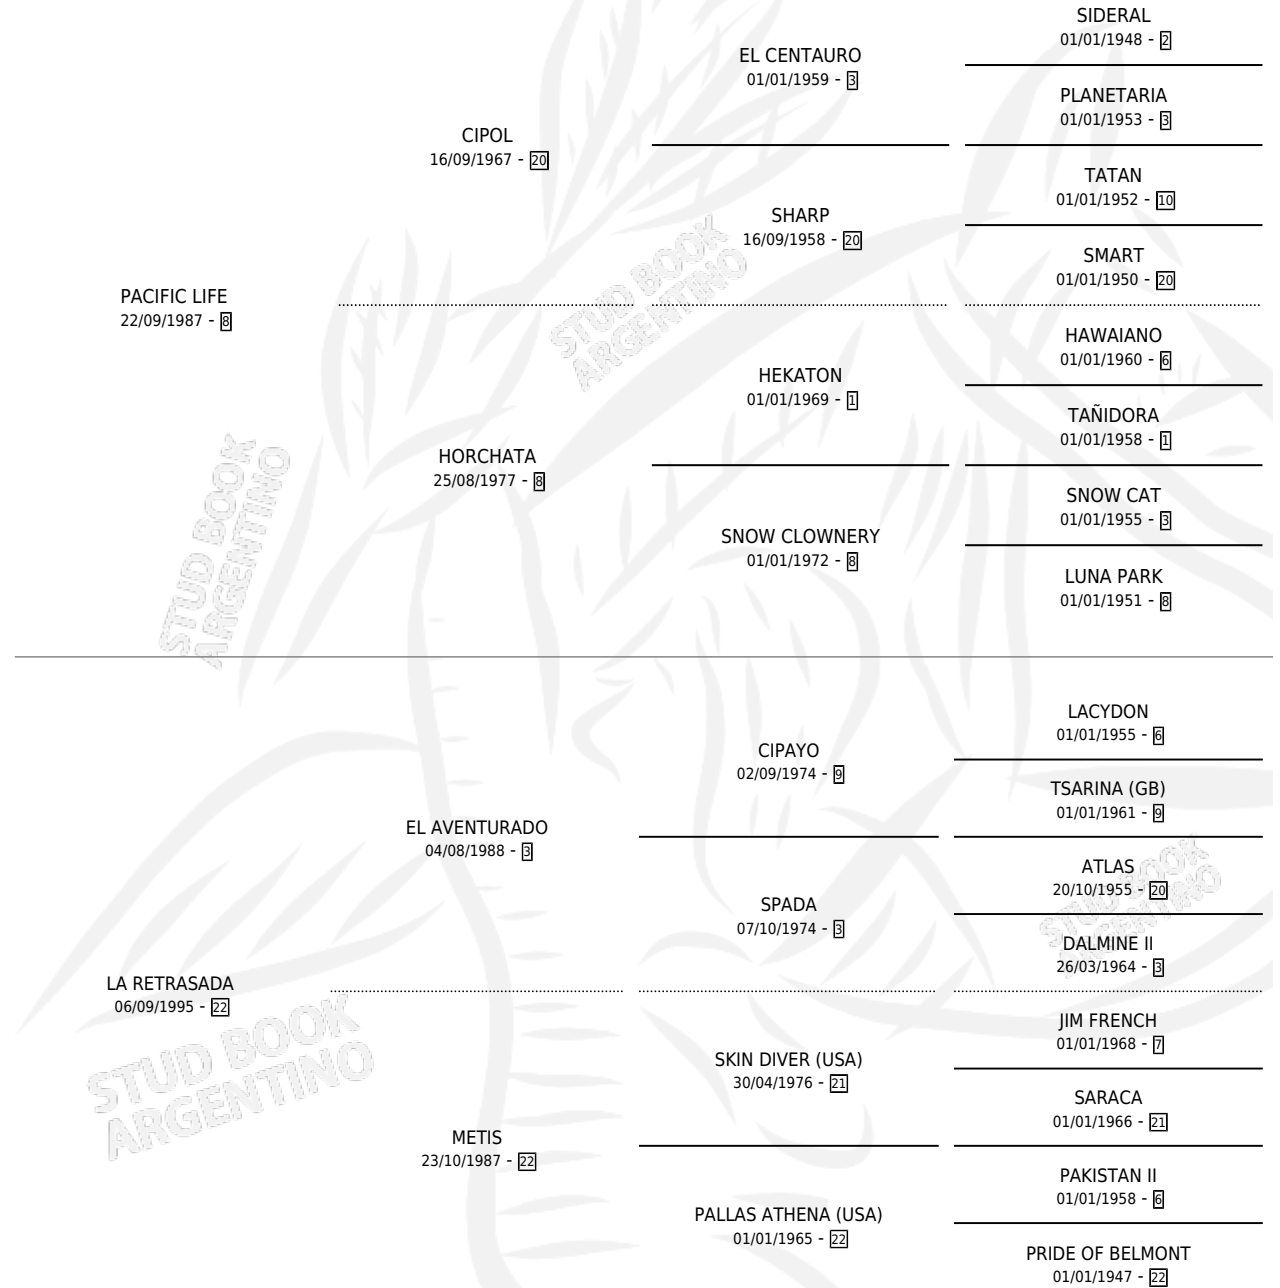 SIDERAL
01/01/1948 - 2
EL CENTAURO
01/01/1959 - 3
PLANETARIA
01/01/1953 - 3
CIPOL
16/09/1967 - 20
TATAN
01/01/1952 - 10
SHARP
16/09/1958 - 20
SMART
01/01/1950 - 20
PACIFIC LIFE
22/09/1987 - 8
HAWAIANO
01/01/1960 - 6
HEKATON
01/01/1969 - 1
TAÑIDORA
01/01/1958 - 1
HORCHATA
25/08/1977 - 8
SNOW CAT
01/01/1955 - 3
SNOW CLOWNERY
01/01/1972 - 8
LUNA PARK
01/01/1951 - 8
LACYDON
01/01/1955 - 6
CIPAYO
02/09/1974 - 9
TSARINA (GB)
01/01/1961 - 9
EL AVENTURADO
04/08/1988 - 3
ATLAS
20/10/1955 - 20
SPADA
07/10/1974 - 3
DALMINE II
26/03/1964 - 3
LA RETRASADA
06/09/1995 - 22
JIM FRENCH
01/01/1968 - 7
SKIN DIVER (USA)
30/04/1976 - 21
SARACA
01/01/1966 - 21
METIS
23/10/1987 - 22
PAKISTAN II
01/01/1958 - 6
PALLAS ATHENA (USA)
01/01/1965 - 22
PRIDE OF BELMONT
01/01/1947 - 22
STUD BOOK
ARGENTINO
STUD BOOK
ARGENTINO
STUD BOOK
ARGENTINO
STUD BOOK
ARGENTINO